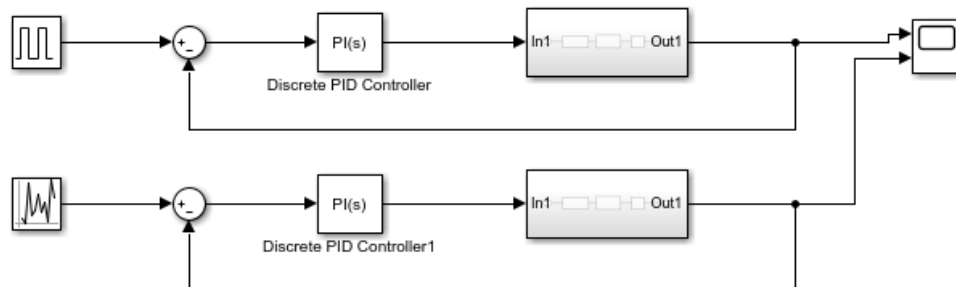 +
−
PI(s)
Discrete PID Controller
In1
Out1
+
−
PI(s)
Discrete PID Controller1
In1
Out1